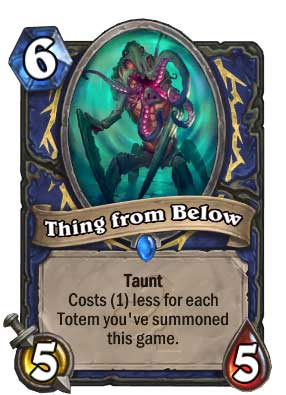 6
Thing from Below
Taunt
Costs (1) less for each
Totem you've summoned
this game.
5
5